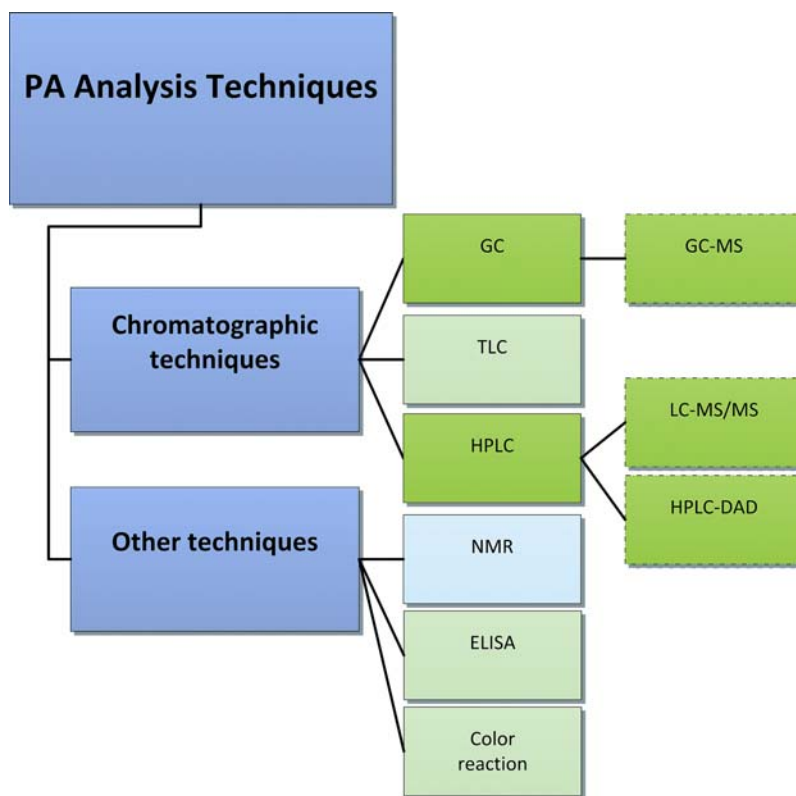 PA Analysis Techniques
Chromatographic
techniques
GC
GC-MS
TLC
HPLC
LC-MS/MS
HPLC-DAD
Other techniques
NMR
ELISA
Color
reaction